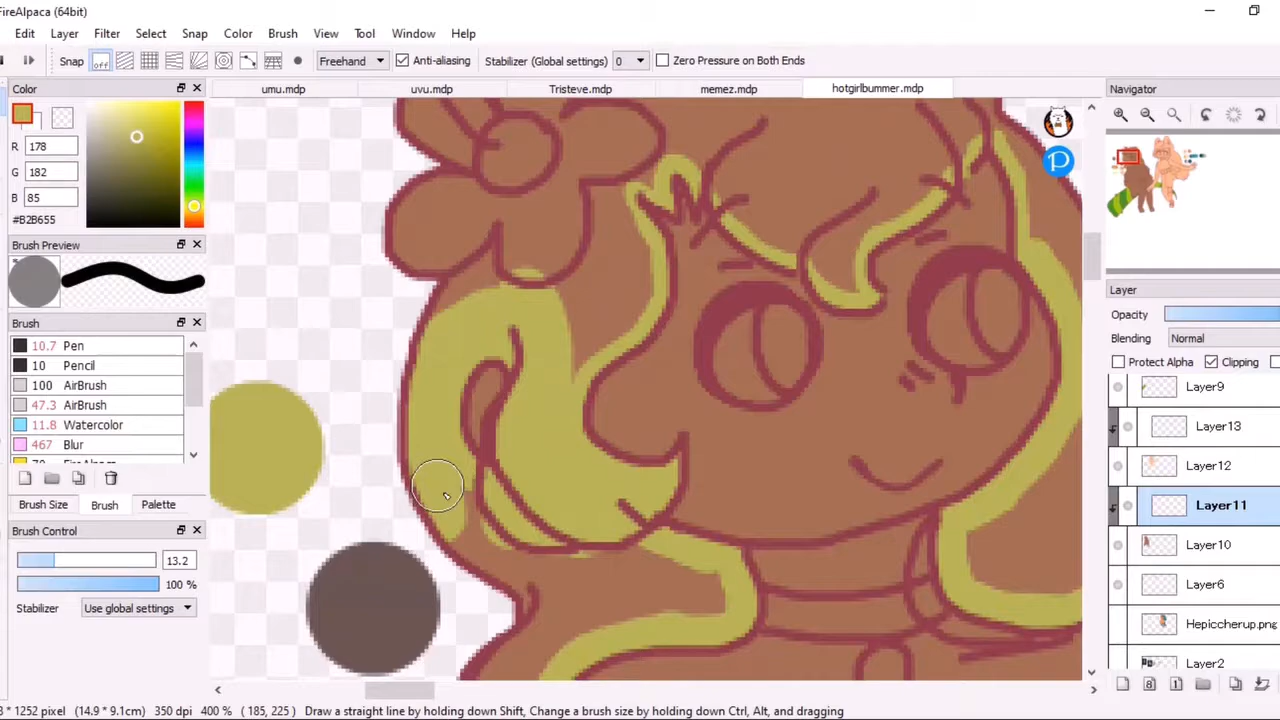 FireAlpaca (64bit)
Edit Layer Filter Select Snap Color Brush View Tool Window Help
Snap off Freehand Anti-aliasing Stabilizer (Global settings) 0 Zero Pressure on Both Ends
umu.mdp uvu.mdp Tristeve.mdp memez.mdp hotgirlbummer.mdp
Color
R 178
G 182
B 85
#B2B655
Brush Preview
Brush
10.7 Pen
10 Pencil
100 AirBrush
47.3 AirBrush
11.8 Watercolor
467 Blur
Brush Size Brush Palette
Brush Control
13.2
100 %
Stabilizer Use global settings
P
Navigator
Layer
Opacity
Blending Normal
Protect Alpha Clipping
Layer9
Layer13
Layer12
Layer11
Layer10
Layer6
Hepiccherup.png
Layer2
* 1252 pixel (14.9 * 9.1cm) 350 dpi 400 % ( 185, 225 ) Draw a straight line by holding down Shift, Change a brush size by holding down Ctrl, Alt, and dragging